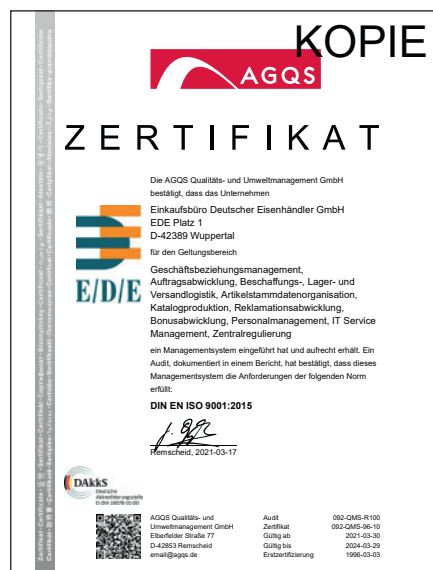 KOPIE
AGQS
ZERTIFIKAT
Die AGQS Qualitäts- und Umweltmanagement GmbH
bestätigt, dass das Unternehmen
Einkaufsbüro Deutscher Eisenhändler GmbH
EDE Platz 1
D-42389 Wuppertal
für den Geltungsbereich
Geschäftsbeziehungsmanagement,
Auftragsabwicklung, Beschaffungs-, Lager- und
Versandlogistik, Artikelstammdatenorganisation,
Katalogproduktion, Reklamationsabwicklung,
Bonusabwicklung, Personalmanagement, IT Service
Management, Zentralregulierung
E/D/E
ein Managementsystem eingeführt hat und aufrecht erhält. Ein
Audit, dokumentiert in einem Bericht, hat bestätigt, dass dieses
Managementsystem die Anforderungen der folgenden Norm
erfüllt:
DIN EN ISO 9001:2015
Remscheid, 2021-03-17
DAkkS
Deutsche
Akkreditierungsstelle
AGQS Qualitäts- und Audit 092-QMS-R100
Umweltmanagement GmbH Zertifikat 092-QMS-96-10
Elberfelder Straße 77 Gültig ab 2021-03-30
D-42853 Remscheid Gültig bis 2024-03-29
email@agqs.de Erstzertifizierung 1996-03-03